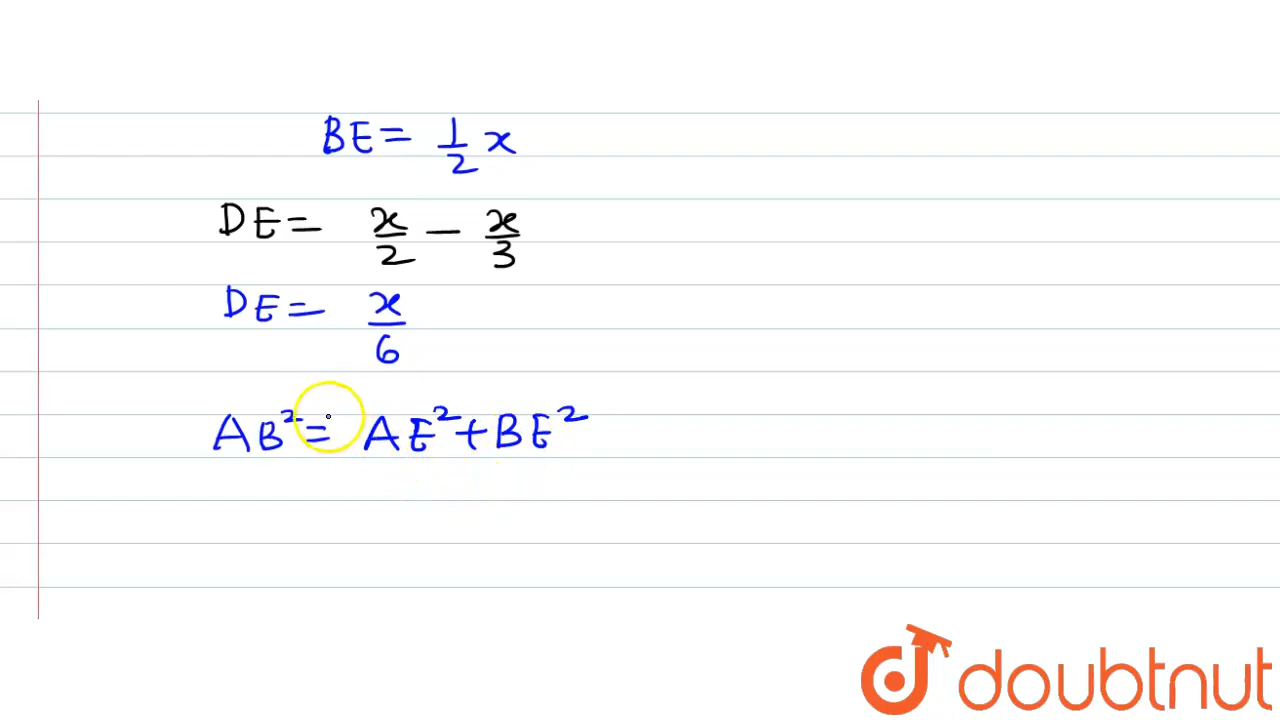 BE = 1/2 x
DE = x/2 - x/3
DE = x/6
AB² = AE² + BE²
doubtnut